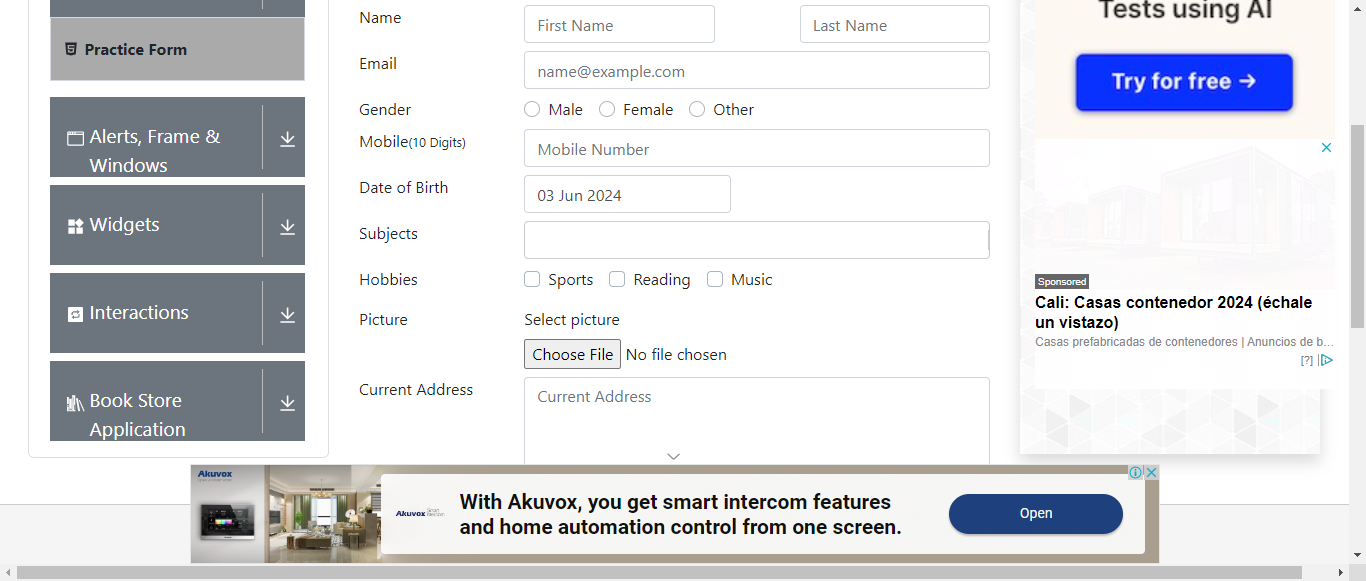 Practice Form
Alerts, Frame &
Windows
Widgets
Interactions
Book Store
Application
Name
First Name
Last Name
Email
name@example.com
Gender
Male
Female
Other
Mobile(10 Digits)
Mobile Number
Date of Birth
03 Jun 2024
Subjects
Hobbies
Sports
Reading
Music
Picture
Select picture
Choose File No file chosen
Current Address
Current Address
Tests using AI
Try for free →
Sponsored
Cali: Casas contenedor 2024 (échale
un vistazo)
Casas prefabricadas de contenedores | Anuncios de b...
[?]
Akuvox
Akuvox
With Akuvox, you get smart intercom features
and home automation control from one screen.
Open